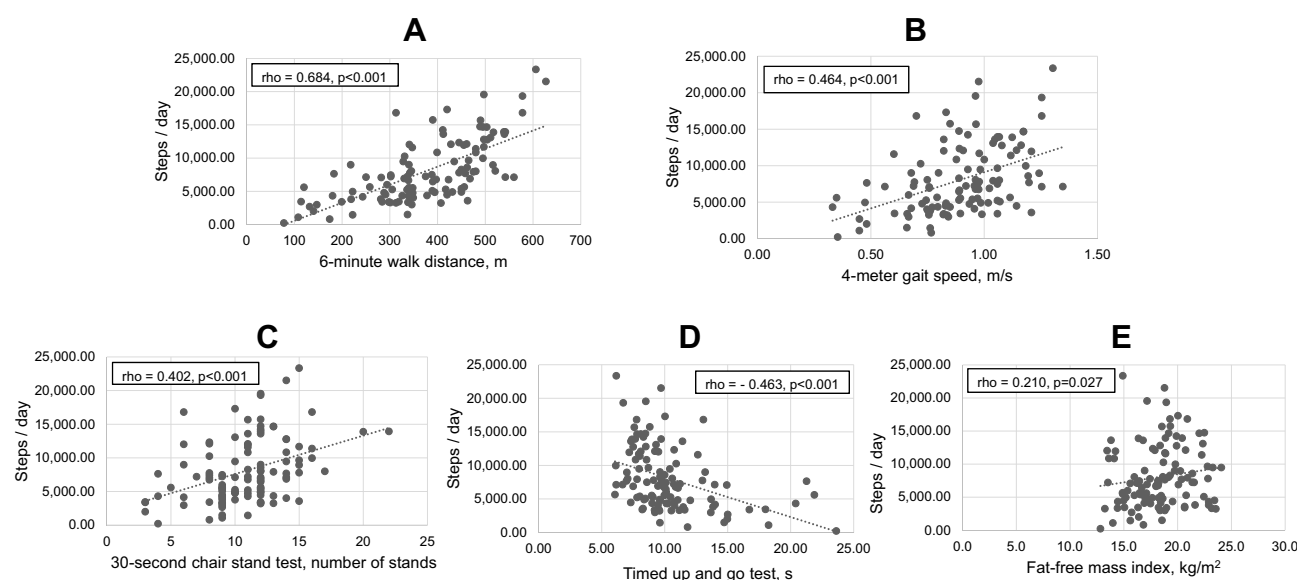 A
25,000.00
20,000.00
15,000.00
10,000.00
5,000.00
0.00
Steps / day
rho = 0.684, p<0.001
0 100 200 300 400 500 600 700
6-minute walk distance, m
B
25,000.00
20,000.00
15,000.00
10,000.00
5,000.00
0.00
Steps / day
rho = 0.464, p<0.001
0.00 0.50 1.00 1.50
4-meter gait speed, m/s
C
25,000.00
20,000.00
15,000.00
10,000.00
5,000.00
0.00
Steps / day
rho = 0.402, p<0.001
0 5 10 15 20 25
30-second chair stand test, number of stands
D
25,000.00
20,000.00
15,000.00
10,000.00
5,000.00
0.00
Steps / day
rho = - 0.463, p<0.001
0.00 5.00 10.00 15.00 20.00 25.00
Timed up and go test, s
E
25,000.00
20,000.00
15,000.00
10,000.00
5,000.00
0.00
Steps / day
rho = 0.210, p=0.027
0.0 5.0 10.0 15.0 20.0 25.0 30.0
Fat-free mass index, kg/m²